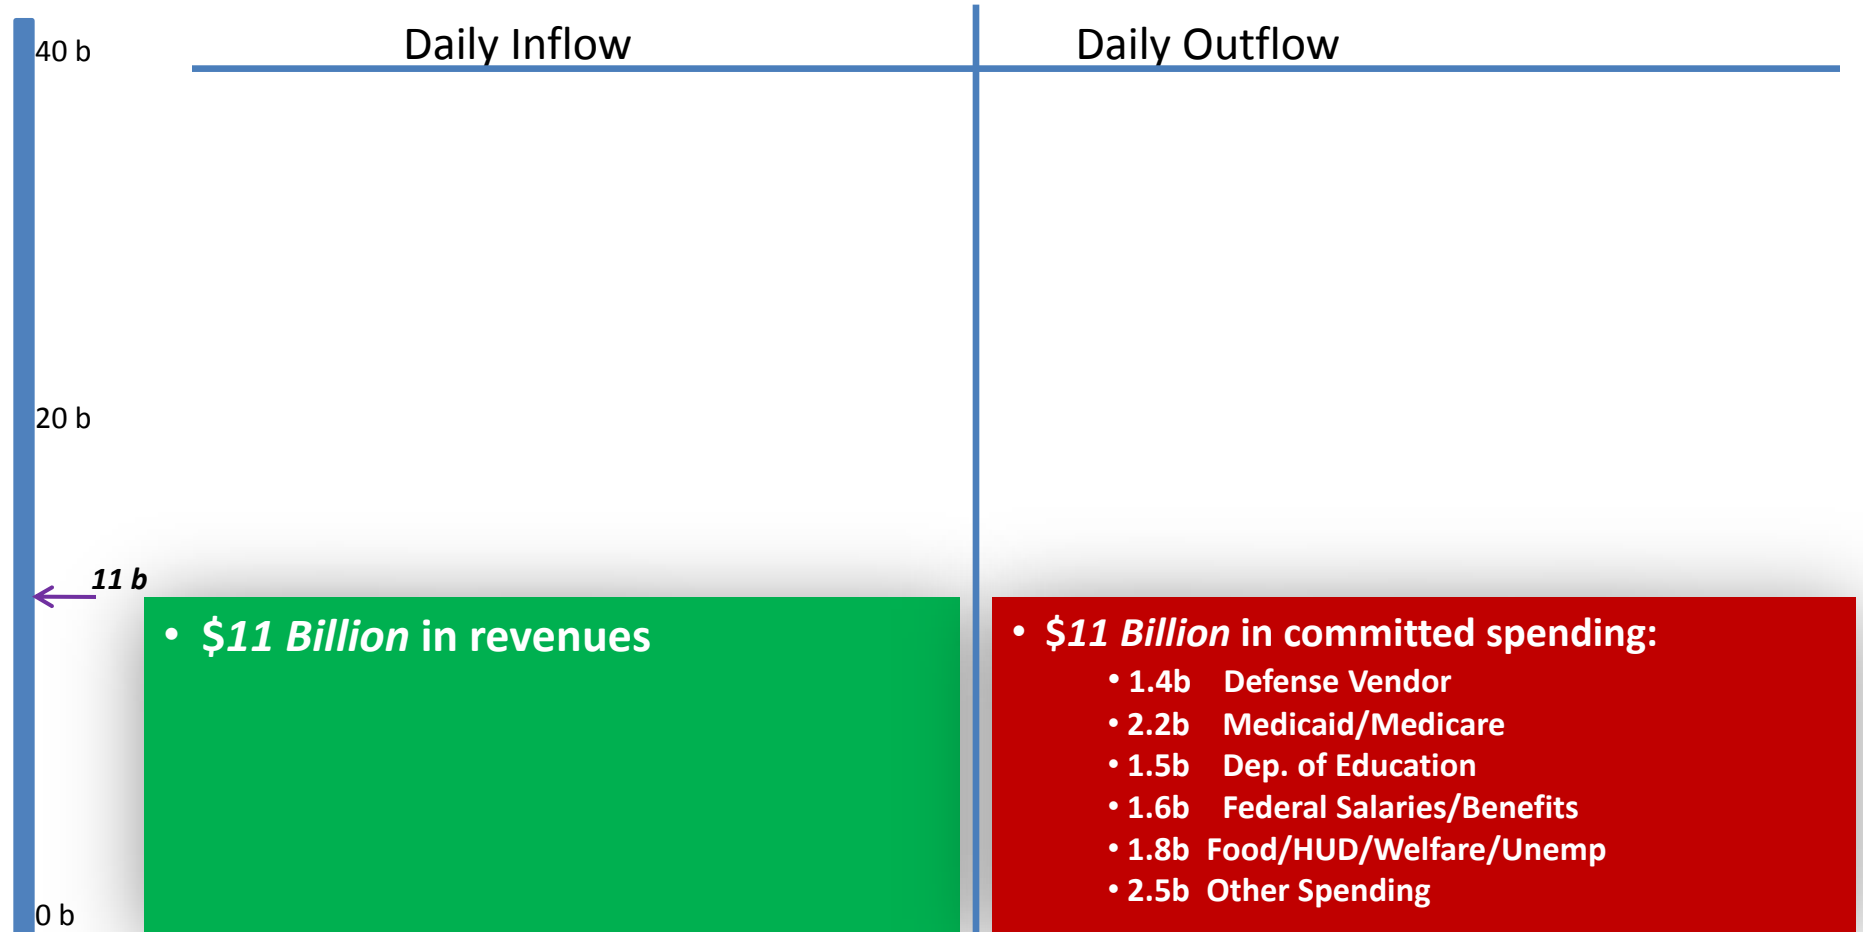 Daily Inflow
Daily Outflow
40 b
20 b
11 b
0 b
• $11 Billion in revenues
• $11 Billion in committed spending:
• 1.4b Defense Vendor
• 2.2b Medicaid/Medicare
• 1.5b Dep. of Education
• 1.6b Federal Salaries/Benefits
• 1.8b Food/HUD/Welfare/Unemp
• 2.5b Other Spending